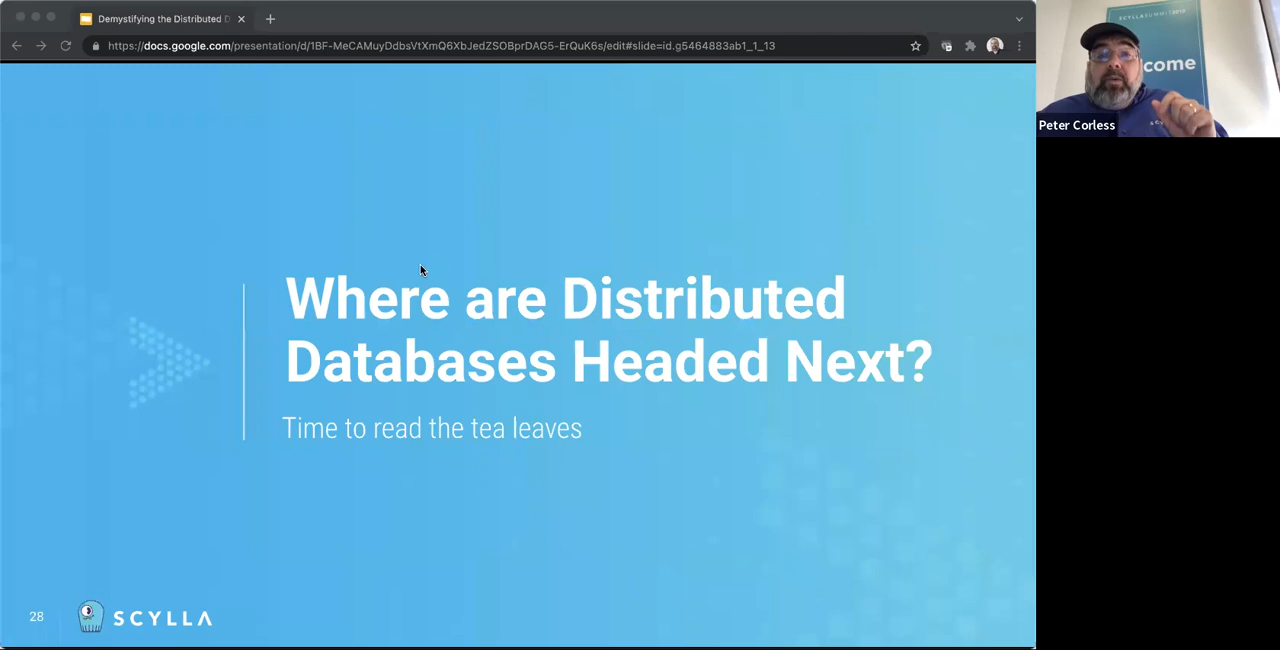 Demystifying the Distributed D
https://docs.google.com/presentation/d/1BF-MeCAMuyDdbsVtXmQ6XbJedZSOBprDAG5-ErQuK6s/edit#slide=id.g5464883ab1_1_13
SCYLLASUMMIT2019
come
Peter Corless
Where are Distributed
Databases Headed Next?
Time to read the tea leaves
28
SCYLLA